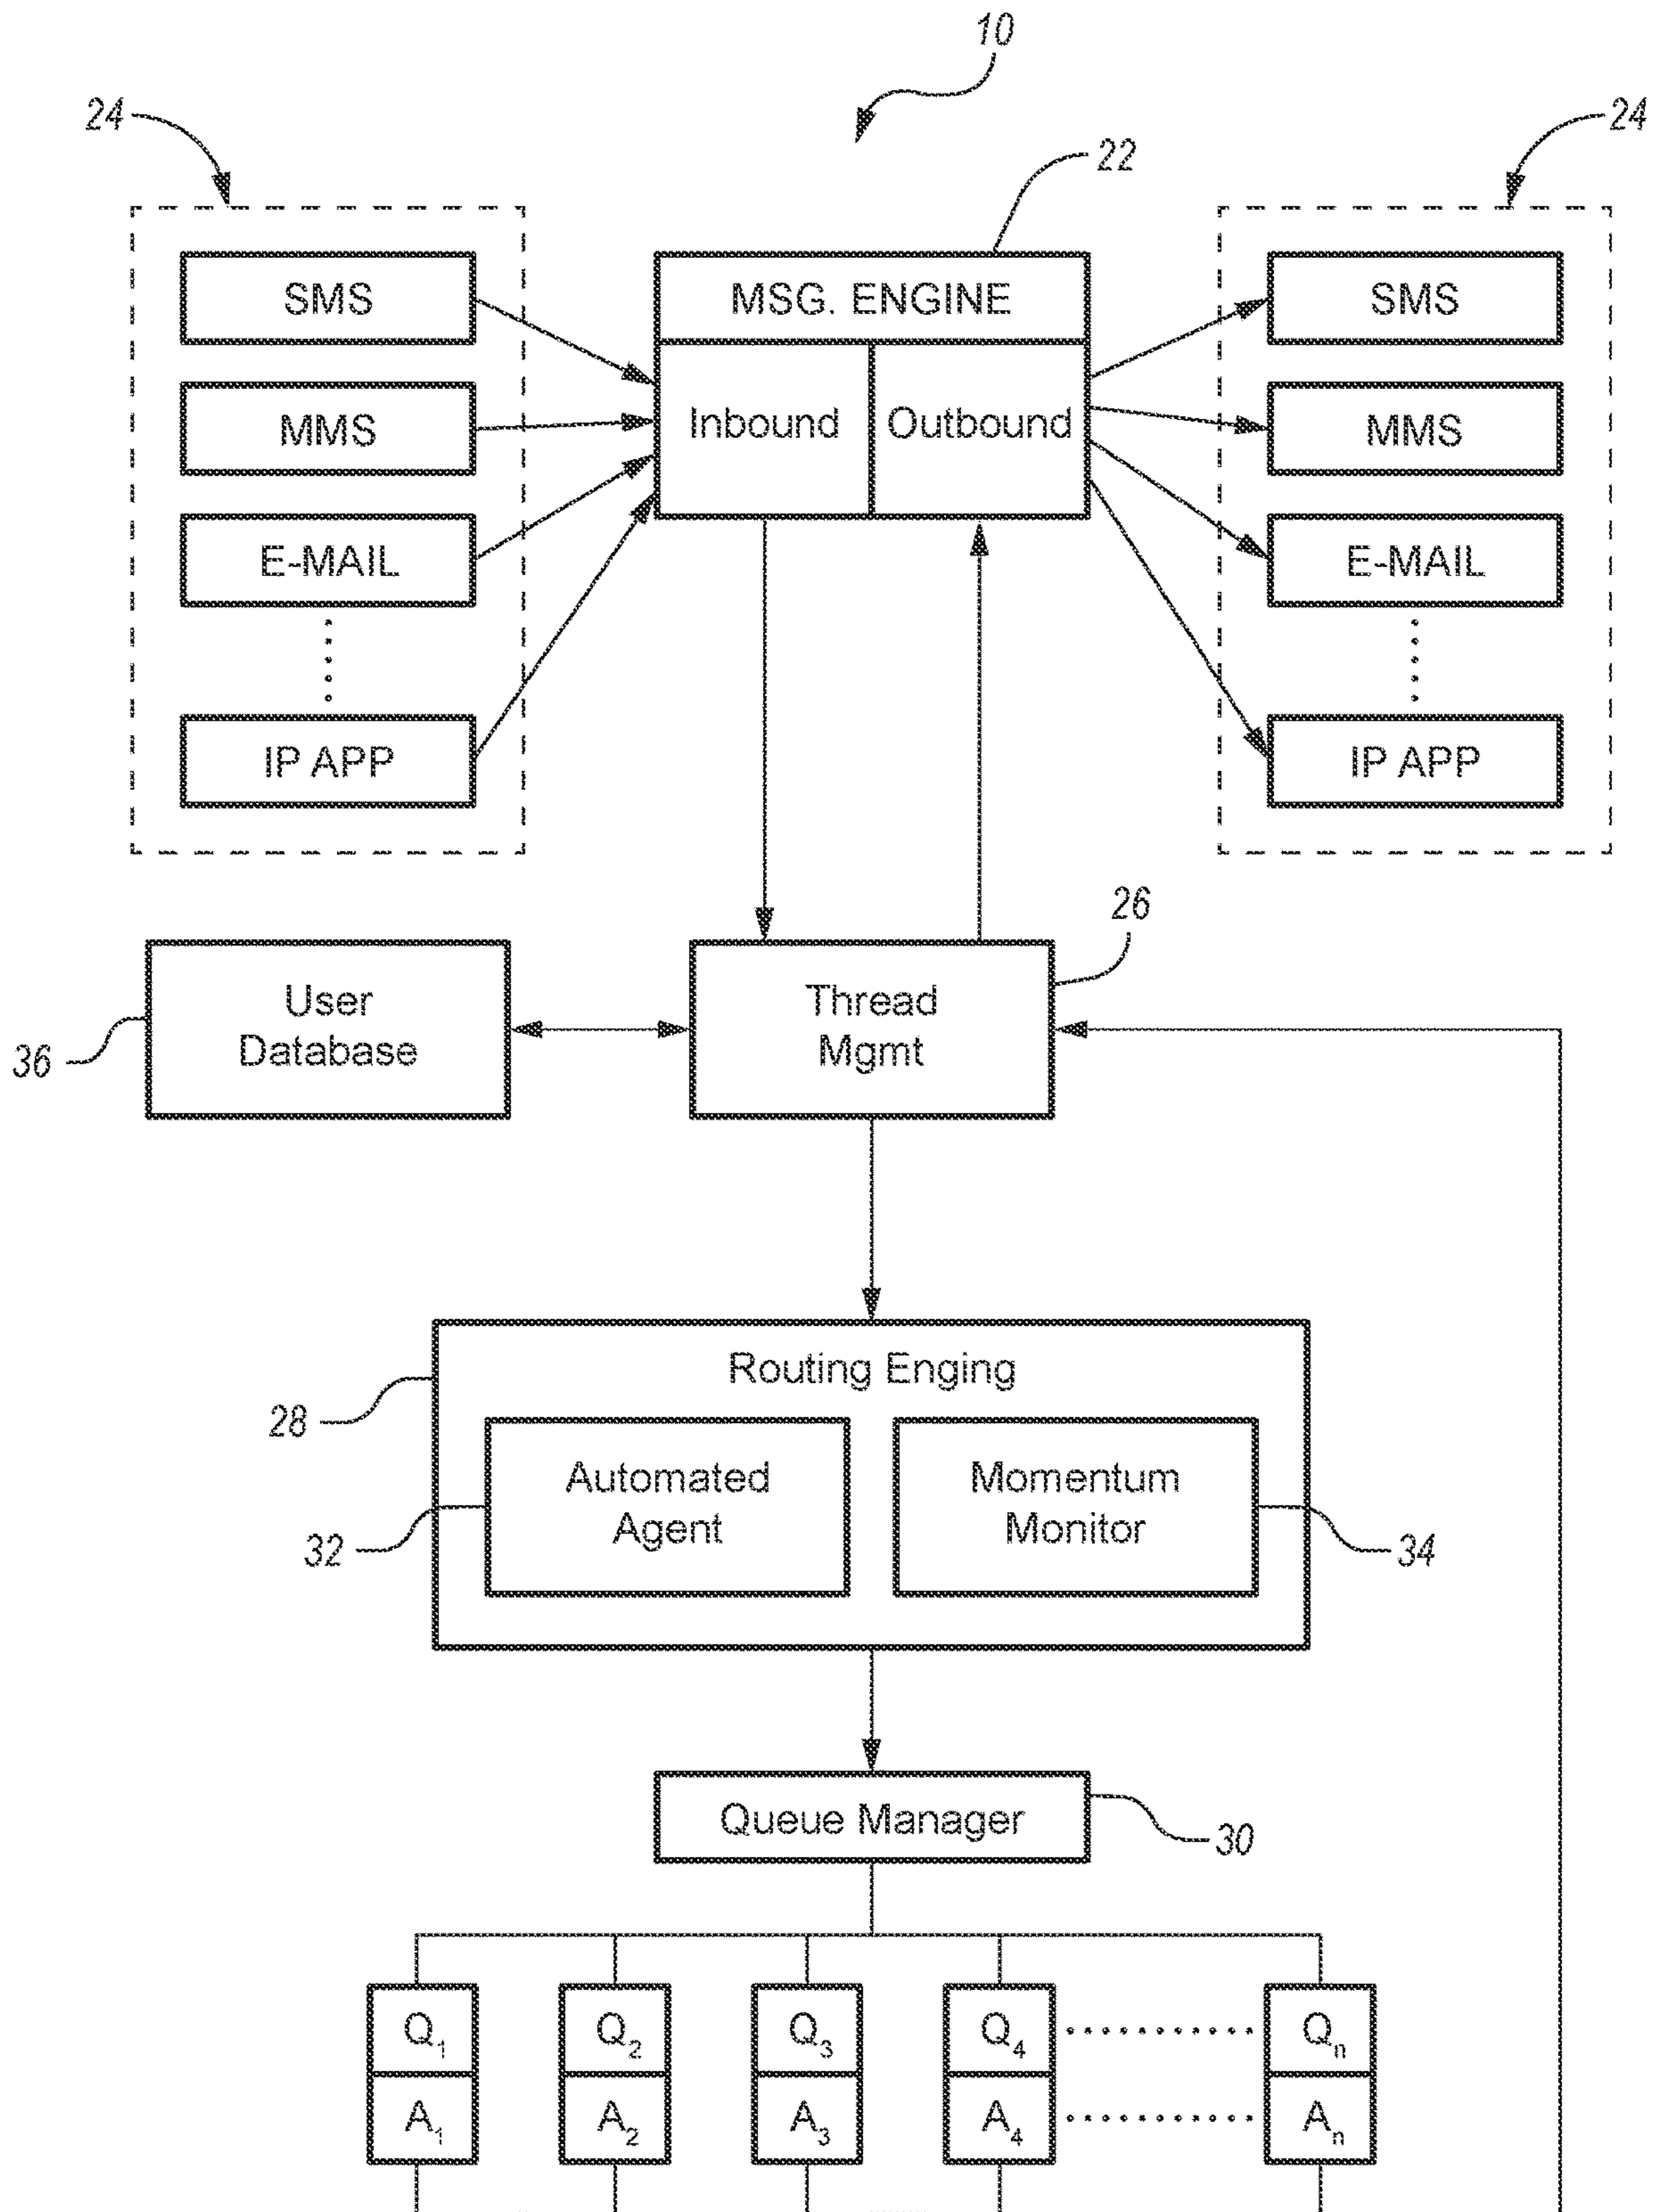 10
24
24
22
SMS
MSG. ENGINE
SMS
MMS
Inbound
Outbound
MMS
E-MAIL
E-MAIL
IP APP
IP APP
26
User
Database
Thread
Mgmt
36
Routing Enging
28
Automated
Agent
Momentum
Monitor
32
34
Queue Manager
30
Q1
Q2
Q3
Q4
Qn
A1
A2
A3
A4
An